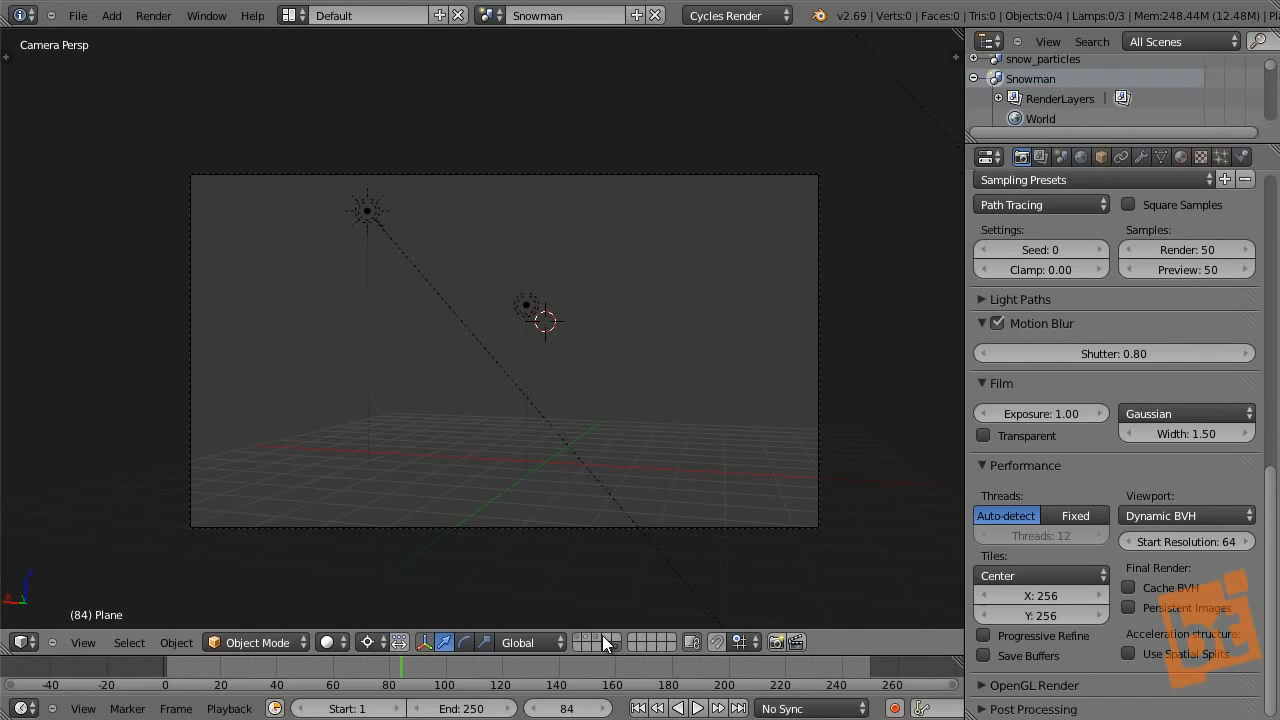 File Add Render Window Help Default Snowman Cycles Render v2.69 | Verts:0 | Faces:0 | Tris:0 | Objects:0/4 | Lamps:0/3 | Mem:248.44M (12.48M) | Pl
Camera Persp
View Search All Scenes
snow_particles
Snowman
RenderLayers |
World
Sampling Presets
Path Tracing Square Samples
Settings: Samples:
Seed: 0 Render: 50
Clamp: 0.00 Preview: 50
Light Paths
Motion Blur
Shutter: 0.80
Film
Exposure: 1.00 Gaussian
Transparent Width: 1.50
Performance
Threads: Viewport:
Auto-detect Fixed Dynamic BVH
Threads: 12 Start Resolution: 64
Tiles: Final Render:
Center Cache BVH
X: 256 Persistent Images
Y: 256 Acceleration structure:
Progressive Refine Use Spatial Splits
Save Buffers
OpenGL Render
Post Processing
bt
(84) Plane
View Select Object Object Mode Global
-40 -20 0 20 40 60 80 100 120 140 160 180 200 220 240 260
View Marker Frame Playback Start: 1 End: 250 84 No Sync